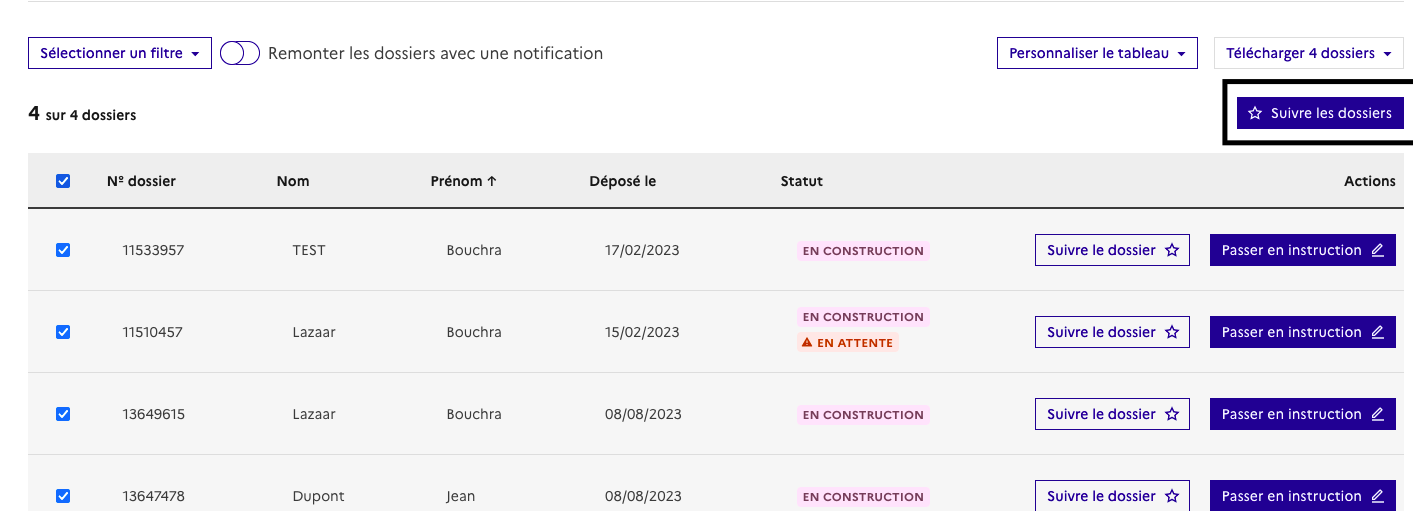 Sélectionner un filtre Remonter les dossiers avec une notification Personnaliser le tableau Télécharger 4 dossiers
4 sur 4 dossiers Suivre les dossiers
Nº dossier Nom Prénom ↑ Déposé le Statut Actions
11533957 TEST Bouchra 17/02/2023 EN CONSTRUCTION Suivre le dossier Passer en instruction
11510457 Lazaar Bouchra 15/02/2023 EN CONSTRUCTION EN ATTENTE Suivre le dossier Passer en instruction
13649615 Lazaar Bouchra 08/08/2023 EN CONSTRUCTION Suivre le dossier Passer en instruction
13647478 Dupont Jean 08/08/2023 EN CONSTRUCTION Suivre le dossier Passer en instruction